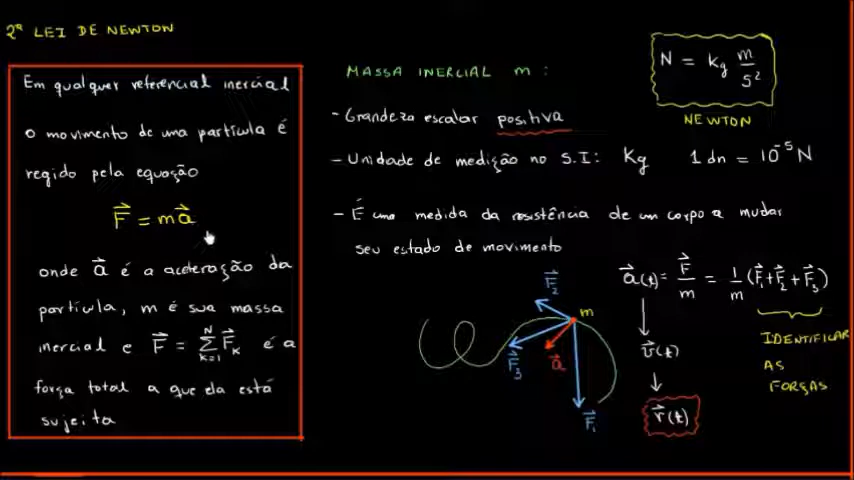 2ª LEI DE NEWTON
Em qualquer referencial inercial
o movimento de uma partícula é
regido pela equação
F⃗ = ma⃗
onde a⃗ é a aceleração da
partícula, m é sua massa
inercial e F⃗ = ∑_{k=1}^{N} F⃗_k é a
força total a que ela está
sujeita
MASSA INERCIAL m :
- Grandeza escalar positiva
- Unidade de medição no S.I: Kg
1 dn = 10^{-5} N
- É uma medida da resistência de um corpo a mudar
seu estado de movimento
N = kg m/s²
NEWTON
F⃗₂
m
F⃗₃
a⃗
F⃗₁
a⃗(t) = F⃗/m = 1/m (F⃗₁+F⃗₂+F⃗₃)
v⃗(t)
r⃗(t)
IDENTIFICAR
AS
FORÇAS